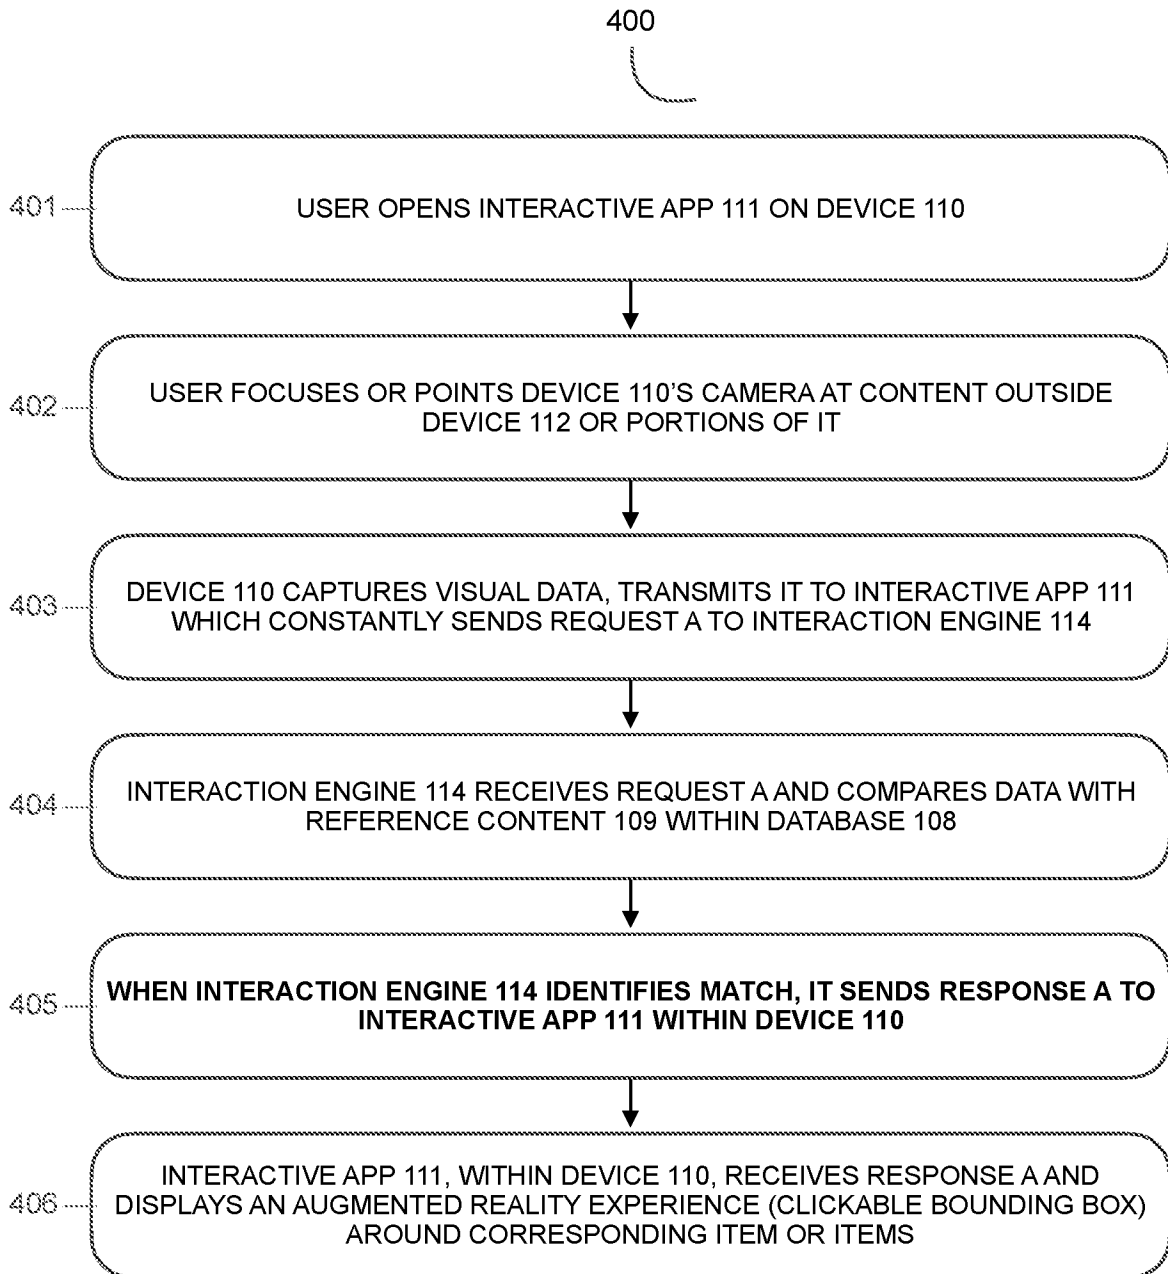 400
401
USER OPENS INTERACTIVE APP 111 ON DEVICE 110
402
USER FOCUSES OR POINTS DEVICE 110’S CAMERA AT CONTENT OUTSIDE
DEVICE 112 OR PORTIONS OF IT
403
DEVICE 110 CAPTURES VISUAL DATA, TRANSMITS IT TO INTERACTIVE APP 111
WHICH CONSTANTLY SENDS REQUEST A TO INTERACTION ENGINE 114
404
INTERACTION ENGINE 114 RECEIVES REQUEST A AND COMPARES DATA WITH
REFERENCE CONTENT 109 WITHIN DATABASE 108
405
WHEN INTERACTION ENGINE 114 IDENTIFIES MATCH, IT SENDS RESPONSE A TO
INTERACTIVE APP 111 WITHIN DEVICE 110
406
INTERACTIVE APP 111, WITHIN DEVICE 110, RECEIVES RESPONSE A AND
DISPLAYS AN AUGMENTED REALITY EXPERIENCE (CLICKABLE BOUNDING BOX)
AROUND CORRESPONDING ITEM OR ITEMS